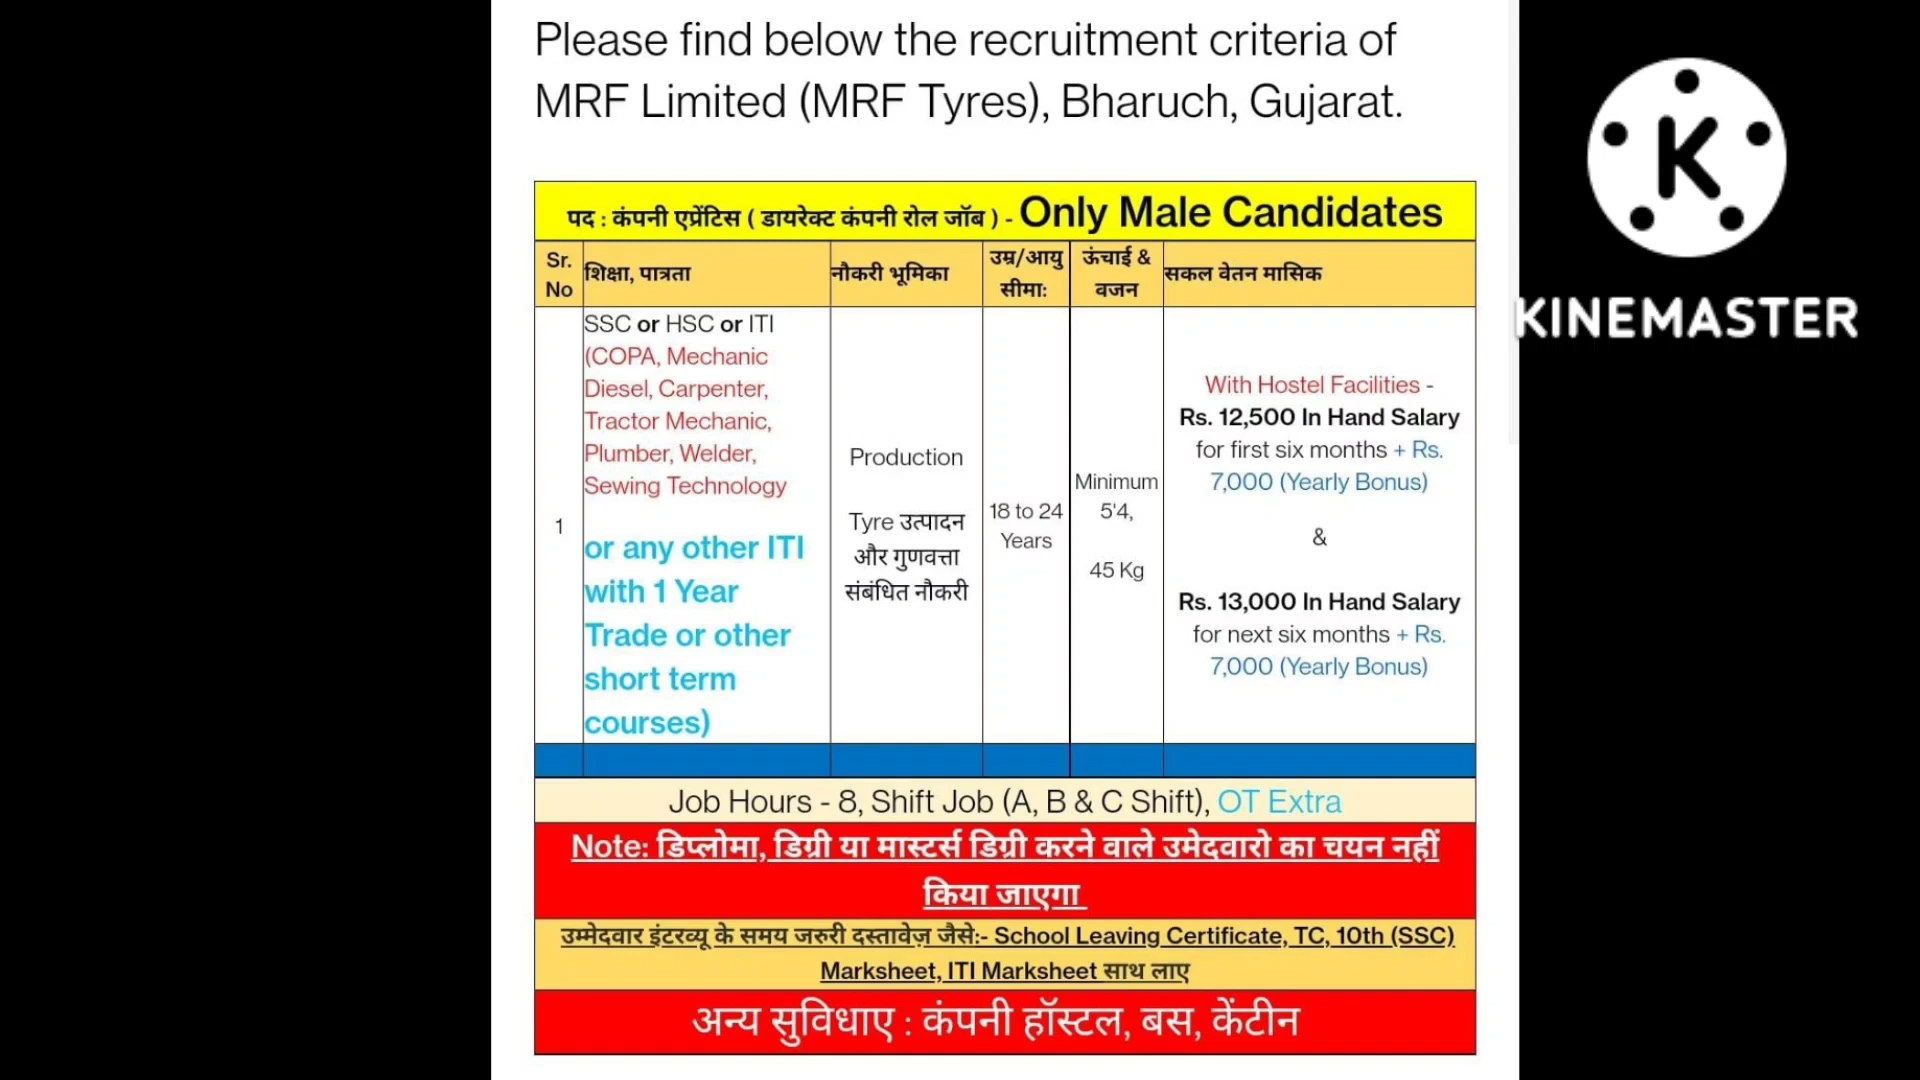 Please find below the recruitment criteria of
MRF Limited (MRF Tyres), Bharuch, Gujarat.
पद : कंपनी एप्रेंटिस ( डायरेक्ट कंपनी रोल जॉब ) - Only Male Candidates
Sr.
No
शिक्षा, पात्रता
नौकरी भूमिका
उम्र/आयु
सीमा:
ऊंचाई &
वजन
सकल वेतन मासिक
1
SSC or HSC or ITI
(COPA, Mechanic
Diesel, Carpenter,
Tractor Mechanic,
Plumber, Welder,
Sewing Technology
or any other ITI
with 1 Year
Trade or other
short term
courses)
Production
Tyre उत्पादन
और गुणवत्ता
संबंधित नौकरी
18 to 24
Years
Minimum
5'4,
45 Kg
With Hostel Facilities -
Rs. 12,500 In Hand Salary
for first six months + Rs.
7,000 (Yearly Bonus)
&
Rs. 13,000 In Hand Salary
for next six months + Rs.
7,000 (Yearly Bonus)
Job Hours - 8, Shift Job (A, B & C Shift), OT Extra
Note: डिप्लोमा, डिग्री या मास्टर्स डिग्री करने वाले उमेदवारो का चयन नहीं
किया जाएगा
उम्मेदवार इंटरव्यू के समय जरुरी दस्तावेज़ जैसे:- School Leaving Certificate, TC, 10th (SSC)
Marksheet, ITI Marksheet साथ लाए
अन्य सुविधाए : कंपनी हॉस्टल, बस, केंटीन
K
KINEMASTER